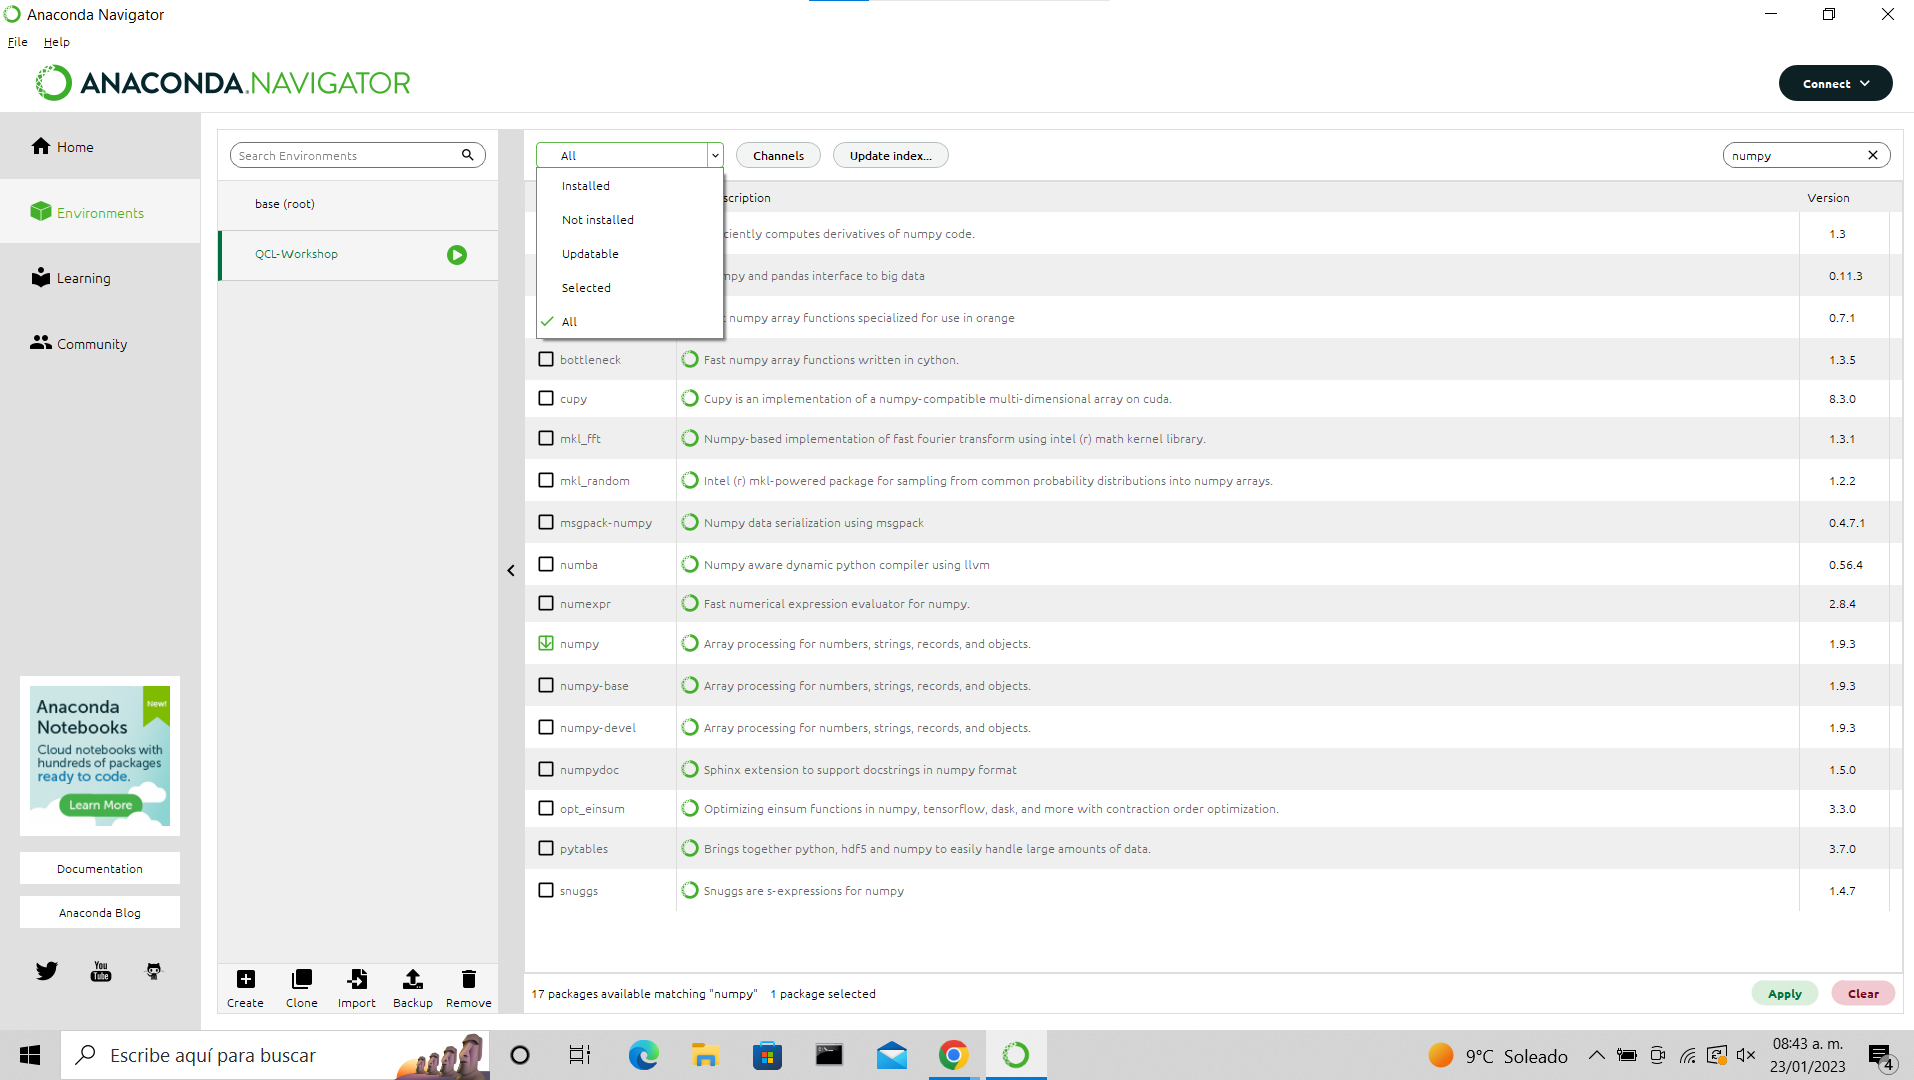 Anaconda Navigator
File Help
ANACONDA.NAVIGATOR
Connect
Home
Environments
Learning
Community
Anaconda Notebooks
New!
Cloud notebooks with
hundreds of packages
ready to code.
Learn More
Documentation
Anaconda Blog
You Tube
Search Environments
base (root)
QCL-Workshop
Create Clone Import Backup Remove
All Channels Update index... numpy
Installed
Not installed
Updatable
Selected
All
scription Version
ciently computes derivatives of numpy code. 1.3
mpy and pandas interface to big data 0.11.3
numpy array functions specialized for use in orange 0.7.1
bottleneck Fast numpy array functions written in cython. 1.3.5
cupy Cupy is an implementation of a numpy-compatible multi-dimensional array on cuda. 8.3.0
mkl_fft Numpy-based implementation of fast fourier transform using intel (r) math kernel library. 1.3.1
mkl_random Intel (r) mkl-powered package for sampling from common probability distributions into numpy arrays. 1.2.2
msgpack-numpy Numpy data serialization using msgpack 0.4.7.1
numba Numpy aware dynamic python compiler using llvm 0.56.4
numexpr Fast numerical expression evaluator for numpy. 2.8.4
numpy Array processing for numbers, strings, records, and objects. 1.9.3
numpy-base Array processing for numbers, strings, records, and objects. 1.9.3
numpy-devel Array processing for numbers, strings, records, and objects. 1.9.3
numpydoc Sphinx extension to support docstrings in numpy format 1.5.0
opt_einsum Optimizing einsum functions in numpy, tensorflow, dask, and more with contraction order optimization. 3.3.0
pytables Brings together python, hdf5 and numpy to easily handle large amounts of data. 3.7.0
snuggs Snuggs are s-expressions for numpy 1.4.7
17 packages available matching "numpy" 1 package selected Apply Clear
Escribe aquí para buscar
9°C Soleado
08:43 a. m.
23/01/2023
4